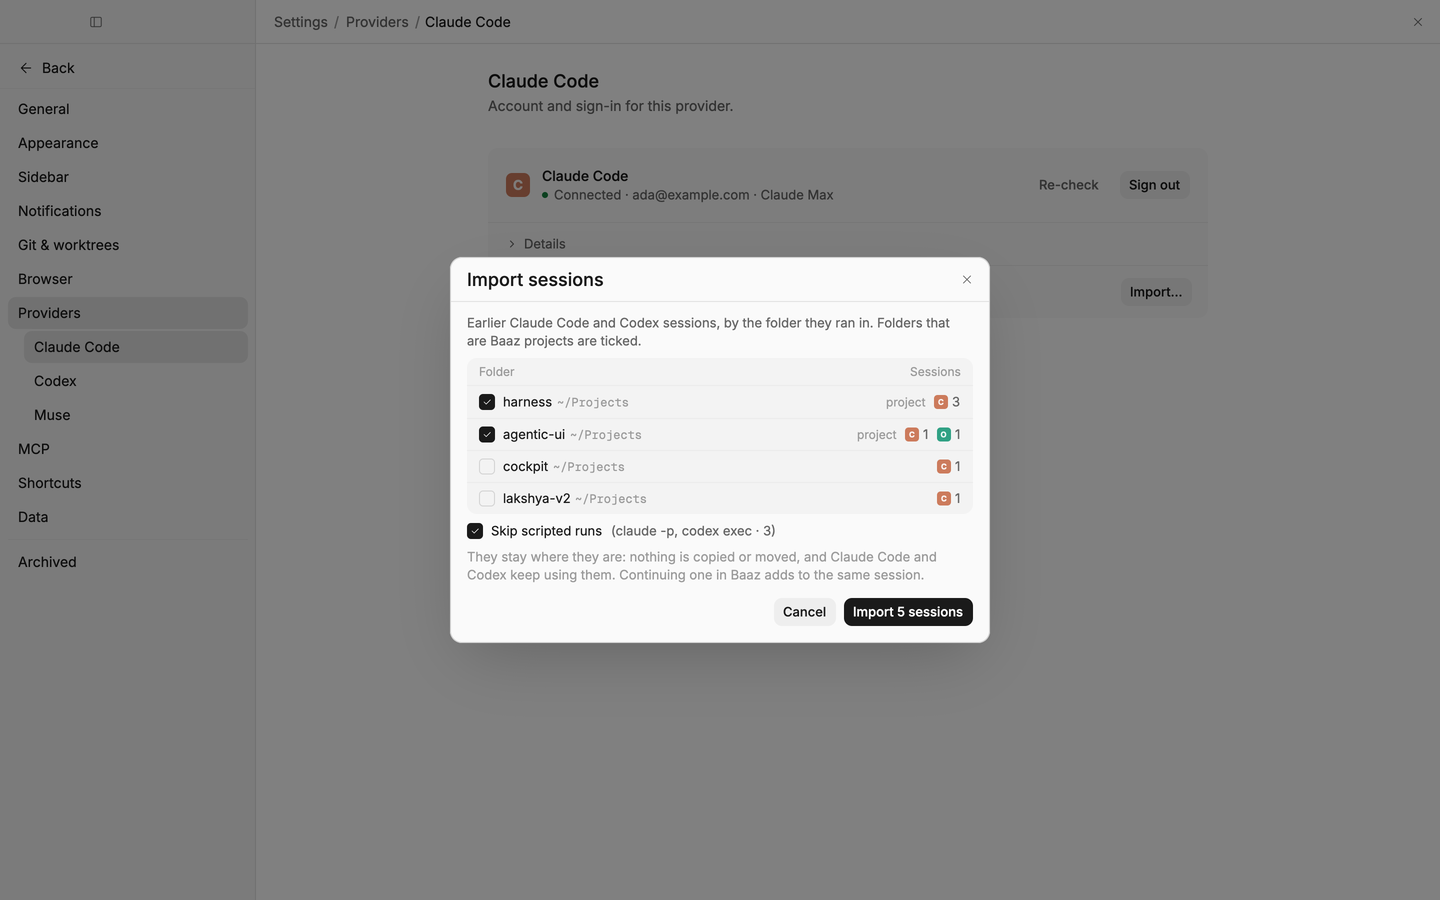 Settings / Providers / Claude Code
Back
General
Appearance
Sidebar
Notifications
Git & worktrees
Browser
Providers
Claude Code
Codex
Muse
MCP
Shortcuts
Data
Archived
Claude Code
Account and sign-in for this provider.
C Claude Code
Connected · ada@example.com · Claude Max
Re-check Sign out
Details
Import...
Import sessions
Earlier Claude Code and Codex sessions, by the folder they ran in. Folders that
are Baaz projects are ticked.
Folder Sessions
harness ~/Projects project C 3
agentic-ui ~/Projects project C 1 O 1
cockpit ~/Projects C 1
lakshya-v2 ~/Projects C 1
Skip scripted runs (claude -p, codex exec · 3)
They stay where they are: nothing is copied or moved, and Claude Code and
Codex keep using them. Continuing one in Baaz adds to the same session.
Cancel Import 5 sessions